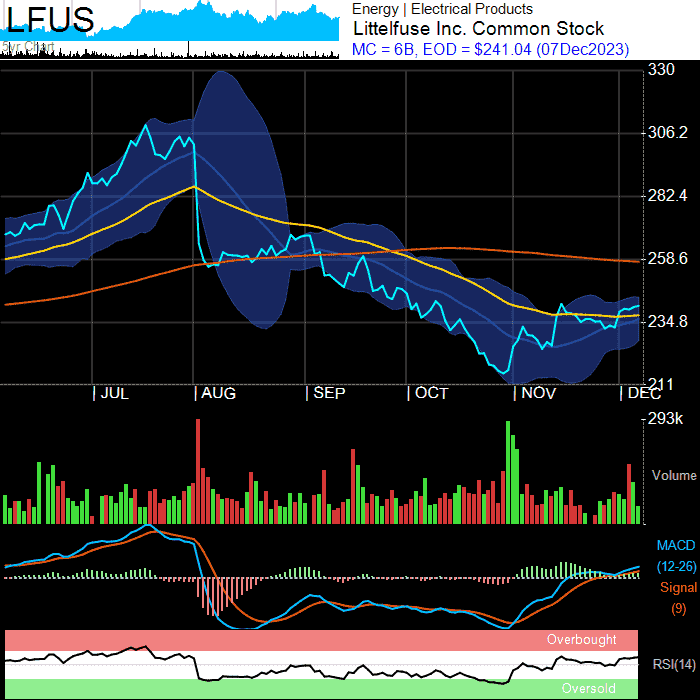 LFUS
5yr Chart
Energy | Electrical Products
Littelfuse Inc. Common Stock
MC = 6B, EOD = $241.04 (07Dec2023)
330
306.2
282.4
258.6
234.8
211
JUL AUG SEP OCT NOV DEC
293k
Volume
MACD
(12-26)
Signal
(9)
Overbought
RSI(14)
Oversold